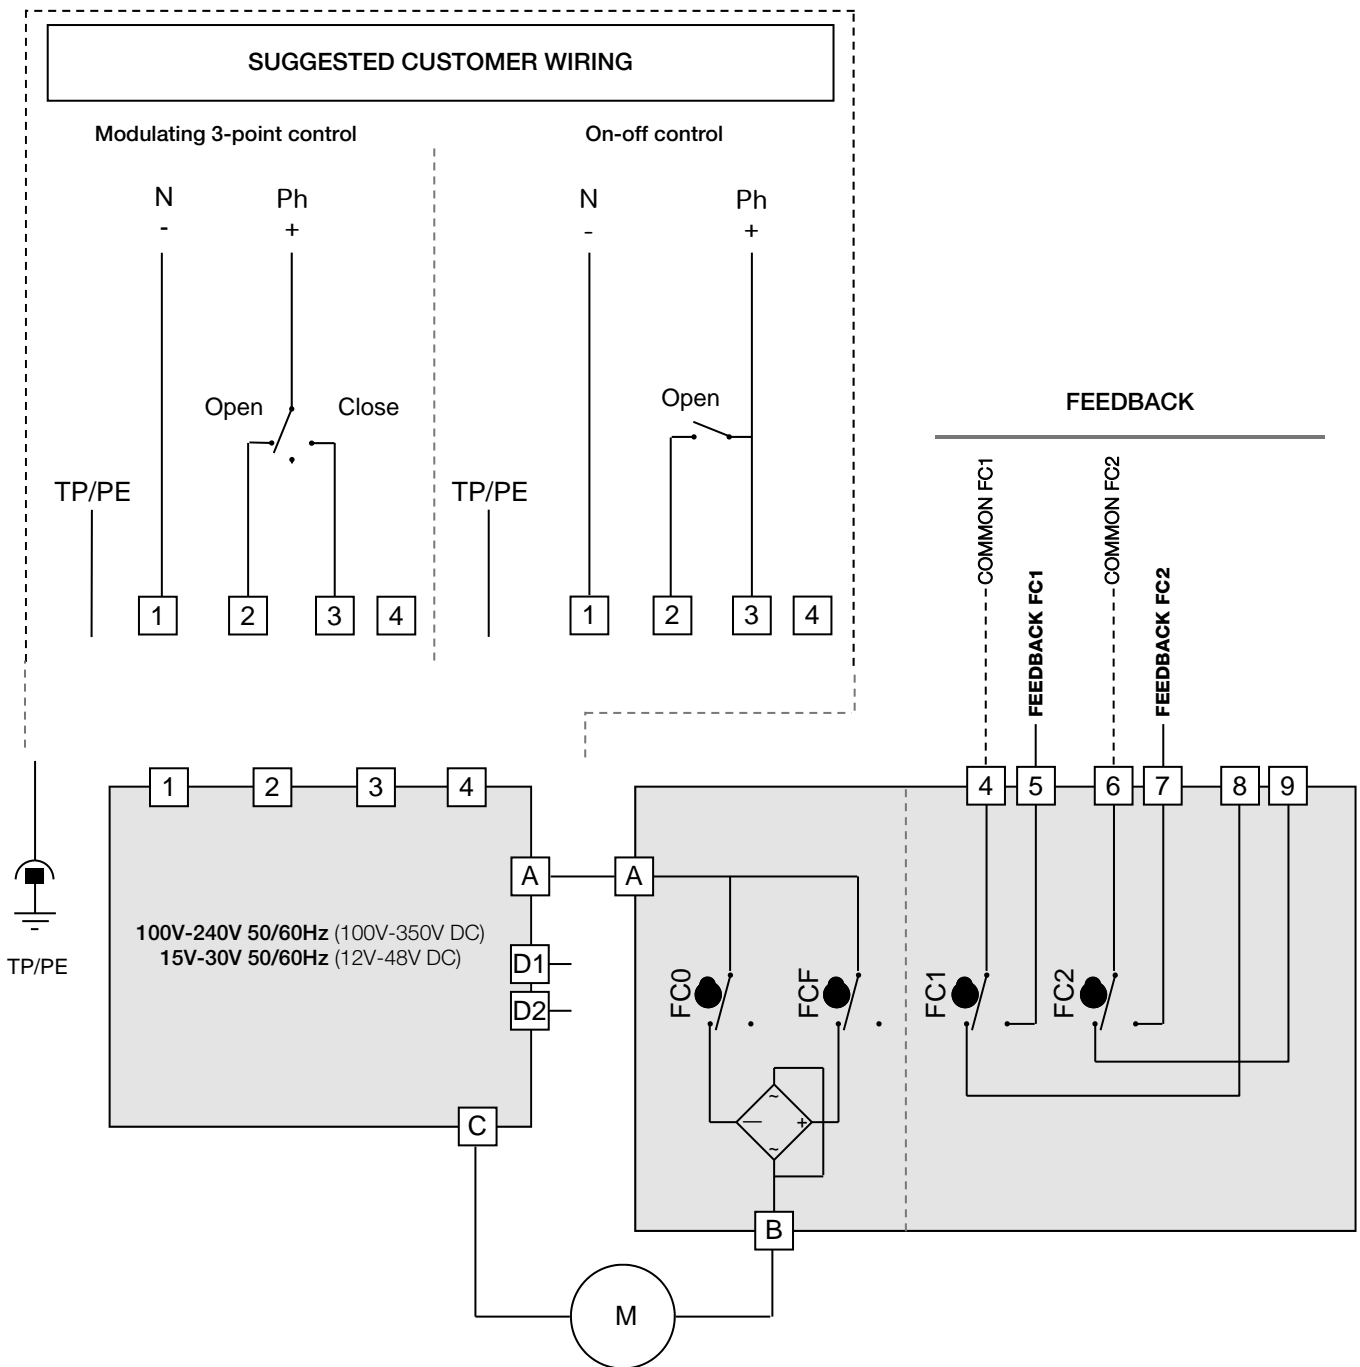 SUGGESTED CUSTOMER WIRING
Modulating 3-point control
On-off control
N
-
Ph
+
N
-
Ph
+
Open
Close
Open
TP/PE
TP/PE
1
2
3
4
1
2
3
4
FEEDBACK
COMMON FC1
FEEDBACK FC1
COMMON FC2
FEEDBACK FC2
1
2
3
4
4
5
6
7
8
9
A
A
100V-240V 50/60Hz (100V-350V DC)
15V-30V 50/60Hz (12V-48V DC)
D1
D2
TP/PE
FC0
FCF
FC1
FC2
~
—
+
~
C
B
M